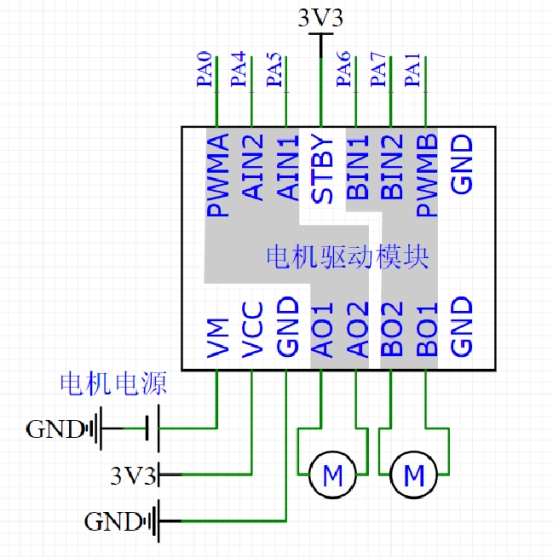 3V3
PA0 PA4 PA5 PA6 PA7 PA1
PWMA AIN2 AIN1 STBY BIN1 BIN2 PWMB GND
电机驱动模块
VM VCC GND AO1 AO2 BO2 BO1 GND
电机电源
GND
3V3 M M
GND